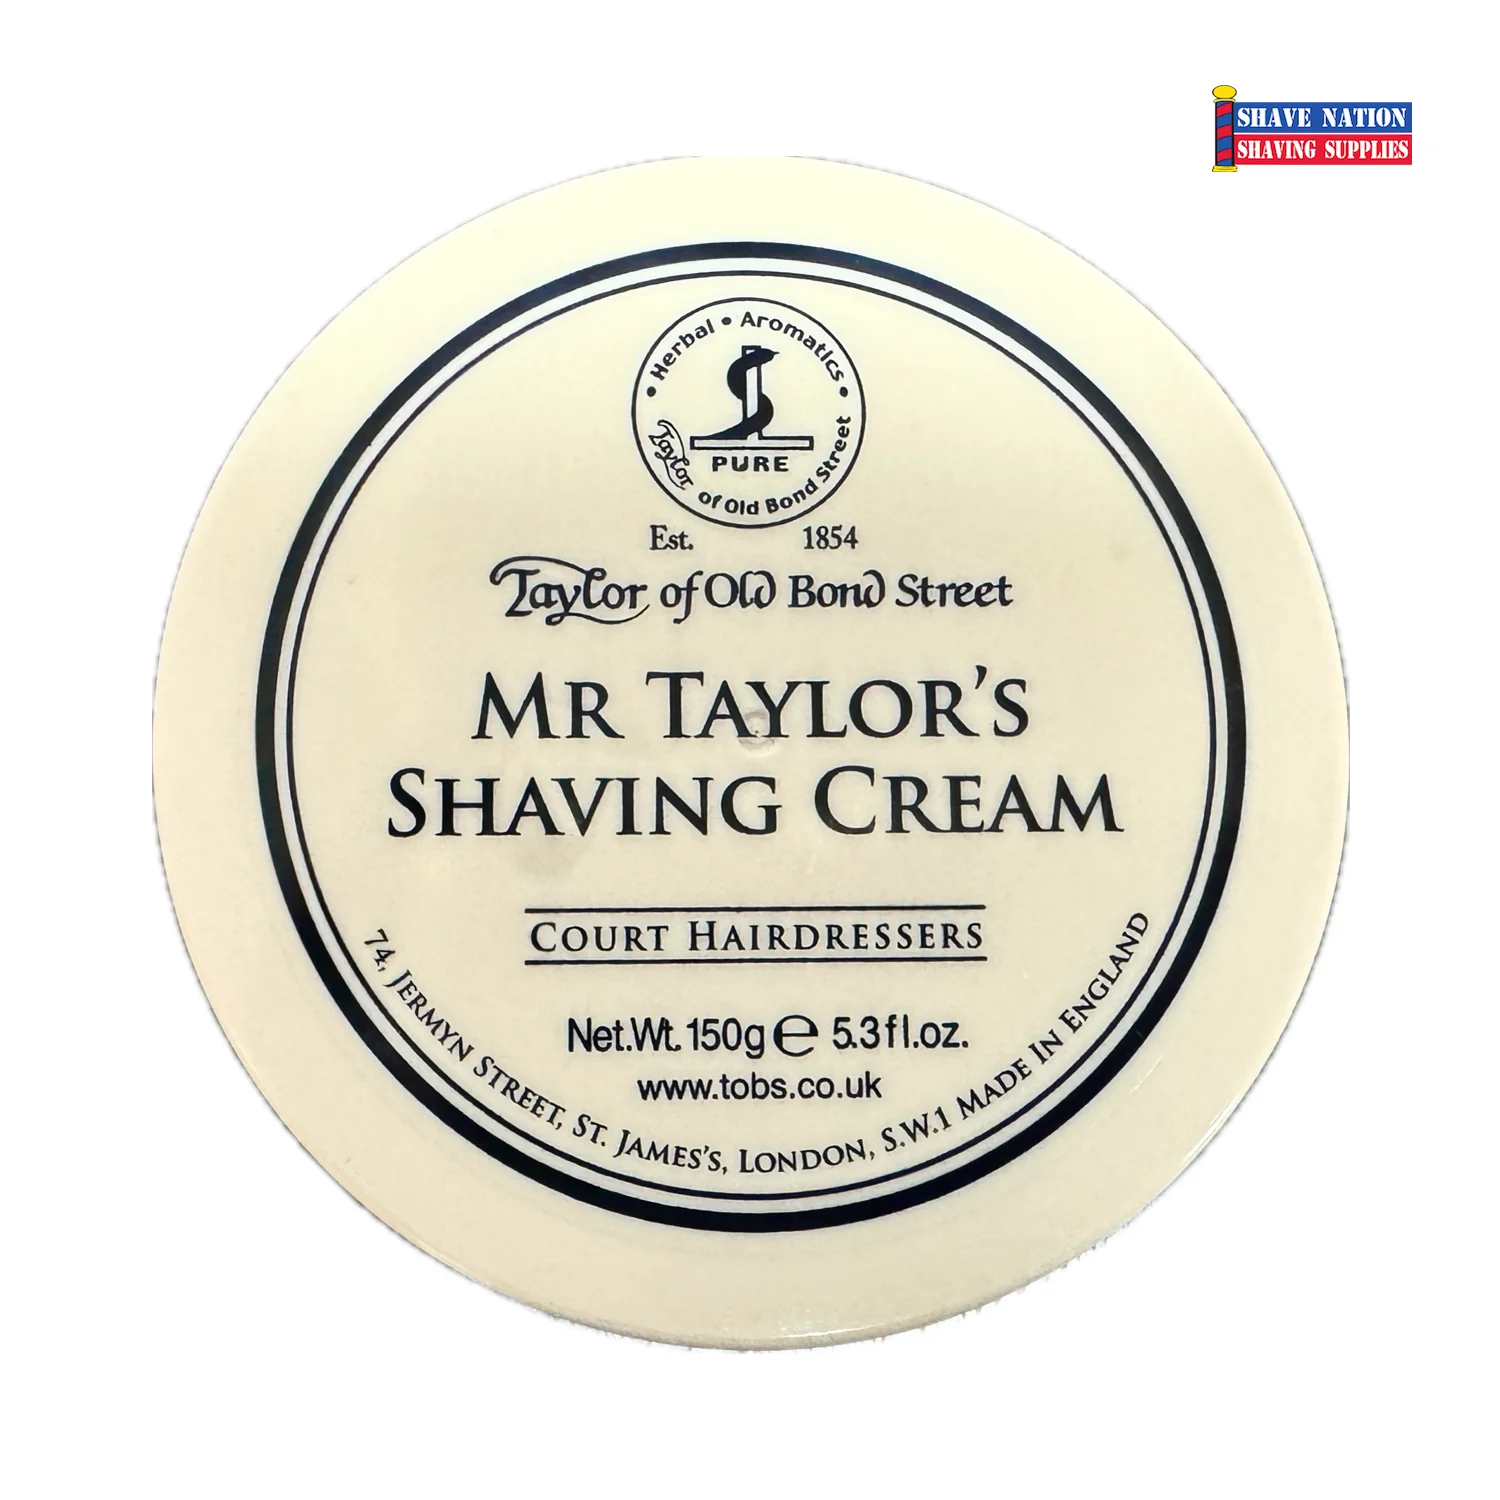 SHAVE NATION
SHAVING SUPPLIES
• Herbal • Aromatics •
PURE
Taylor of Old Bond Street
Est. 1854
Taylor of Old Bond Street
MR TAYLOR'S
SHAVING CREAM
COURT HAIRDRESSERS
Net.Wt. 150g ℮ 5.3fl.oz.
www.tobs.co.uk
74, JERMYN STREET, ST. JAMES'S, LONDON, S.W.1 MADE IN ENGLAND